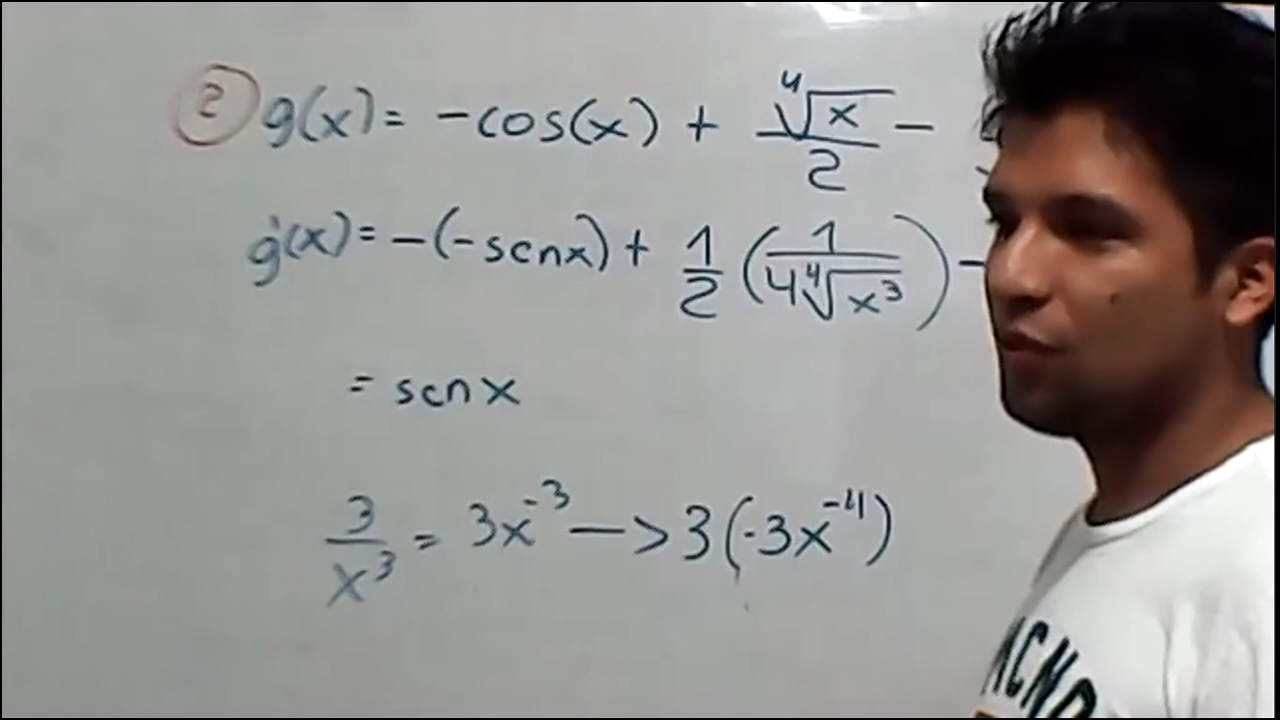 2 g(x) = -cos(x) + ⁴√x/2 -
g'(x) = -(-senx) + 1/2 (1/4⁴√x³) -
= senx
3/x³ = 3x⁻³ -> 3(-3x⁻⁴)